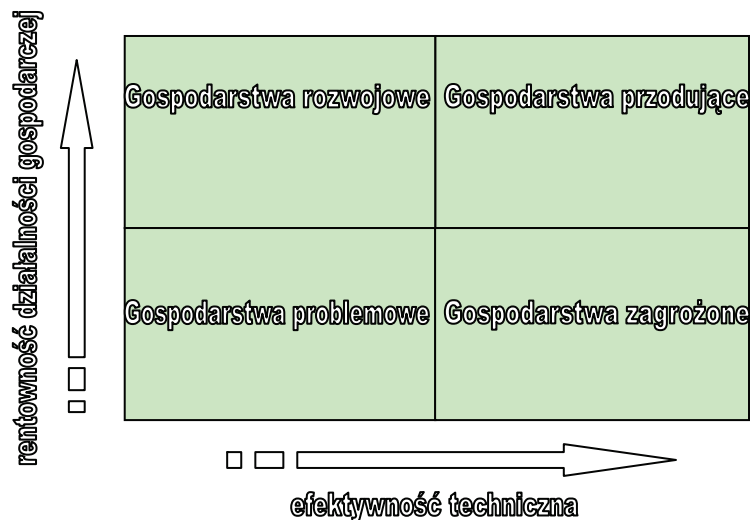 rentowność działalności gospodarczej
Gospodarstwa rozwojowe
Gospodarstwa przodujące
Gospodarstwa problemowe
Gospodarstwa zagrożone
efektywność techniczna